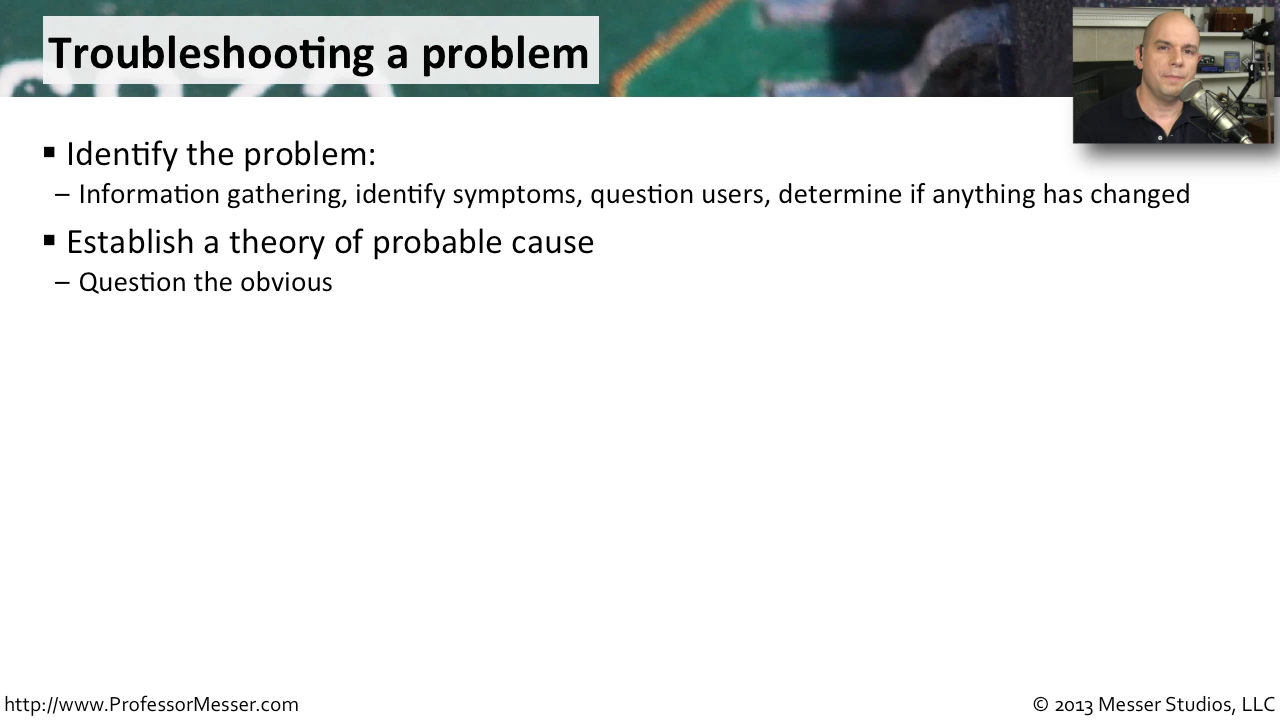 Troubleshooting a problem
▪ Identify the problem:
– Information gathering, identify symptoms, question users, determine if anything has changed
▪ Establish a theory of probable cause
– Question the obvious
http://www.ProfessorMesser.com
© 2013 Messer Studios, LLC